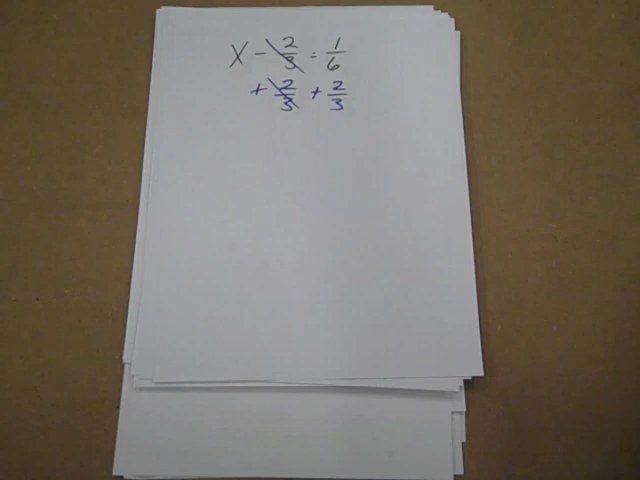 x - 2/3 = 1/6
+ 2/3 + 2/3